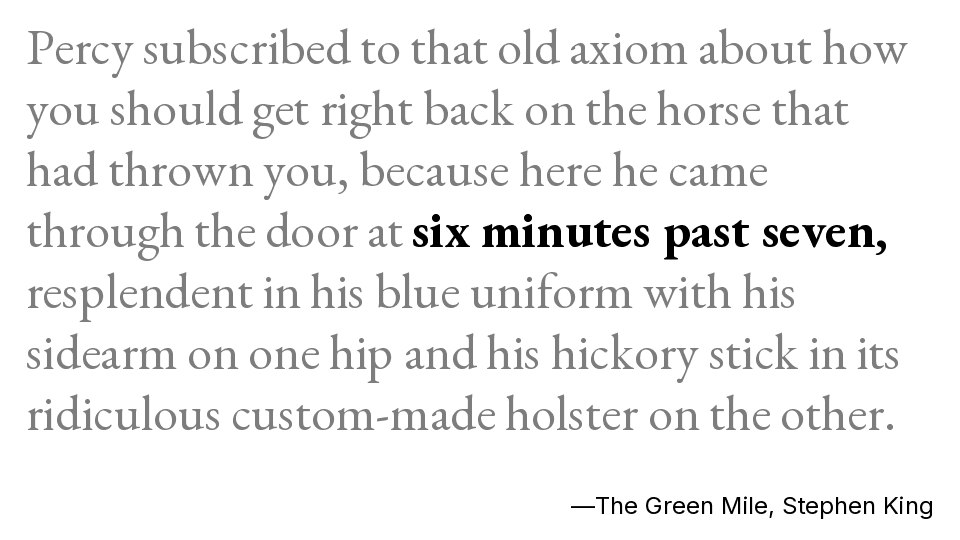 Percy subscribed to that old axiom about how
you should get right back on the horse that
had thrown you, because here he came
through the door at six minutes past seven,
resplendent in his blue uniform with his
sidearm on one hip and his hickory stick in its
ridiculous custom-made holster on the other.
—The Green Mile, Stephen King